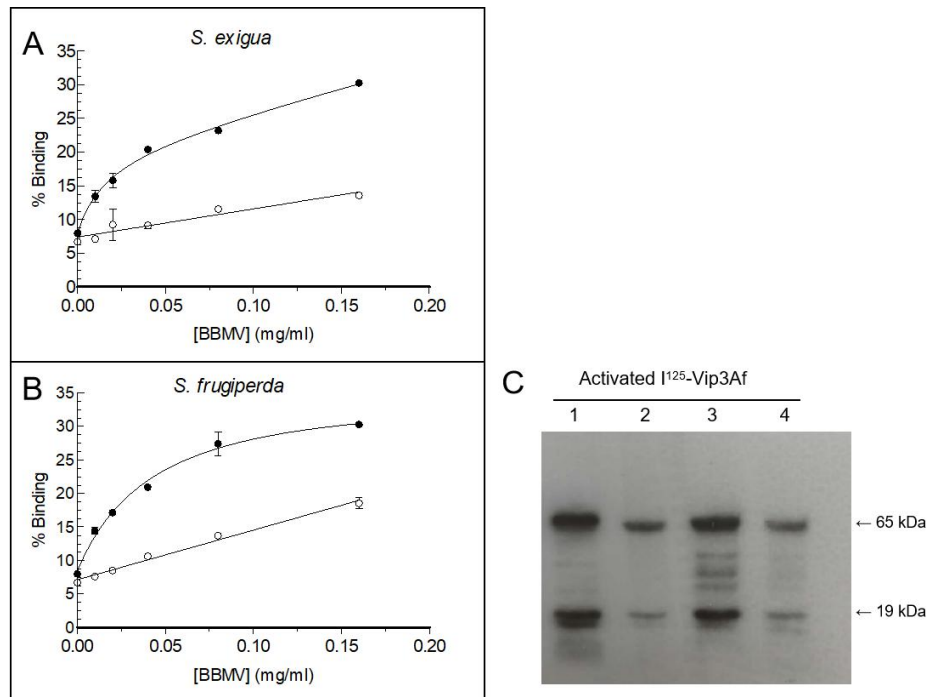 A
S. exigua
35
30
25
20
15
10
5
0
% Binding
0.00 0.05 0.10 0.15 0.20
[BBMV] (mg/ml)
B
S. frugiperda
35
30
25
20
15
10
5
0
% Binding
0.00 0.05 0.10 0.15 0.20
[BBMV] (mg/ml)
C
Activated I¹²⁵-Vip3Af
1 2 3 4
← 65 kDa
← 19 kDa